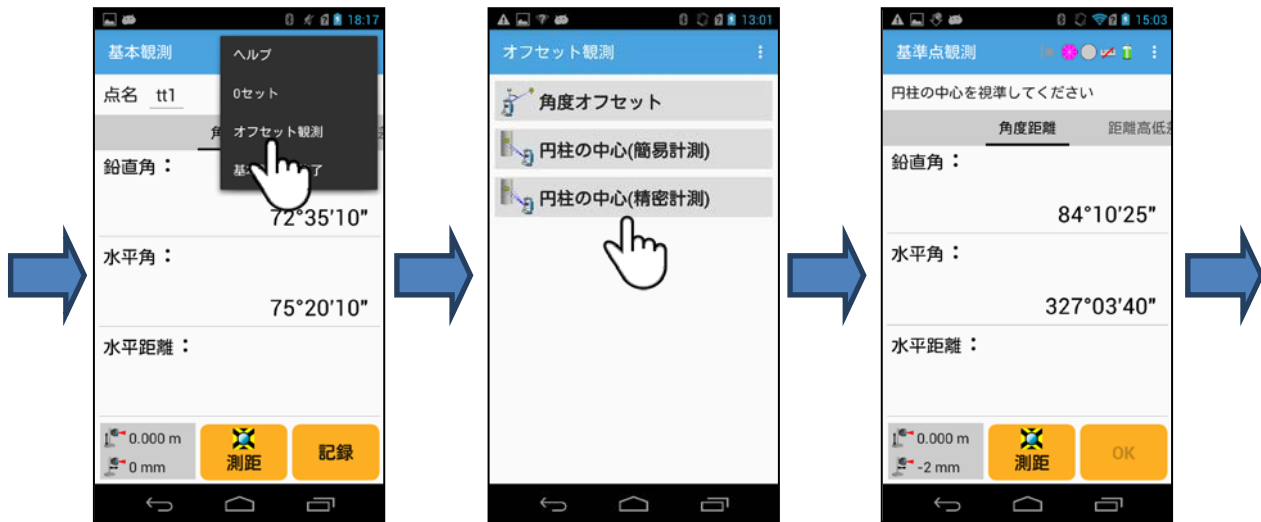 18:17
基本観測
ヘルプ
点名 tt1
0セット
オフセット観測
鉛直角：
72°35'10"
水平角：
75°20'10"
水平距離：
0.000 m
0 mm
測距
記録
13:01
オフセット観測
角度オフセット
円柱の中心(簡易計測)
円柱の中心(精密計測)
15:03
基準点観測
円柱の中心を視準してください
角度距離 距離高低
鉛直角：
84°10'25"
水平角：
327°03'40"
水平距離：
0.000 m
-2 mm
測距
OK